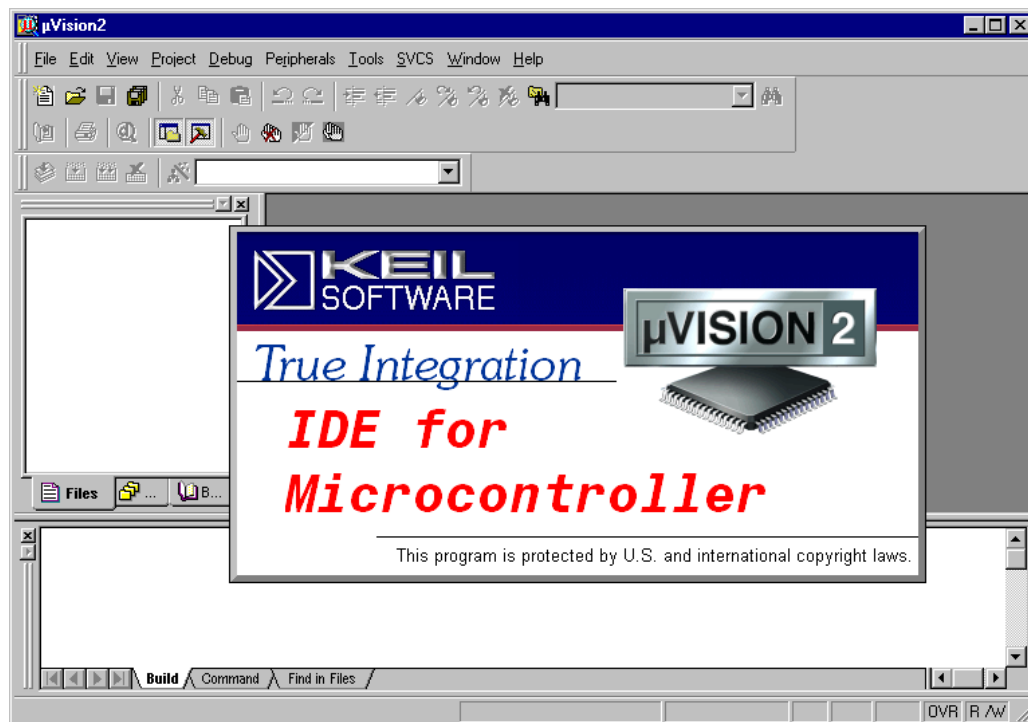 µVision2
File Edit View Project Debug Peripherals Tools SVCS Window Help
KEIL
SOFTWARE
µVISION 2
True Integration
IDE for
Microcontroller
This program is protected by U.S. and international copyright laws.
Files ... B...
Build Command Find in Files
OVR R /W